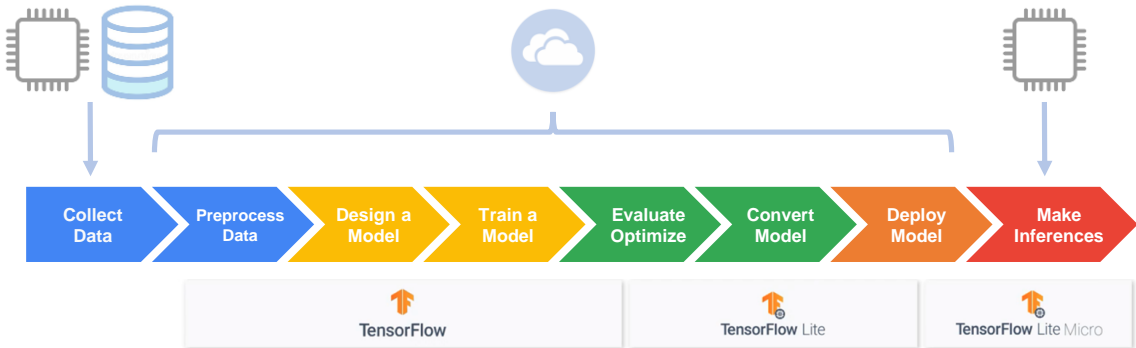 Collect
Data
Preprocess
Data
Design a
Model
Train a
Model
Evaluate
Optimize
Convert
Model
Deploy
Model
Make
Inferences
TensorFlow
TensorFlow Lite
TensorFlow Lite Micro